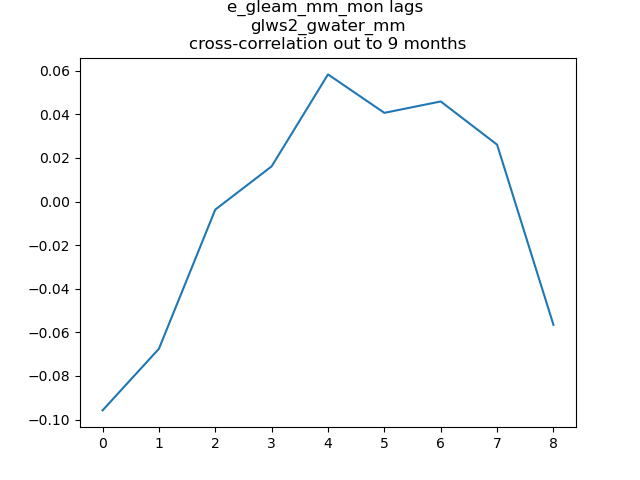 e_gleam_mm_mon lags
glws2_gwater_mm
cross-correlation out to 9 months
0.06
0.04
0.02
0.00
−0.02
−0.04
−0.06
−0.08
−0.10
0 1 2 3 4 5 6 7 8